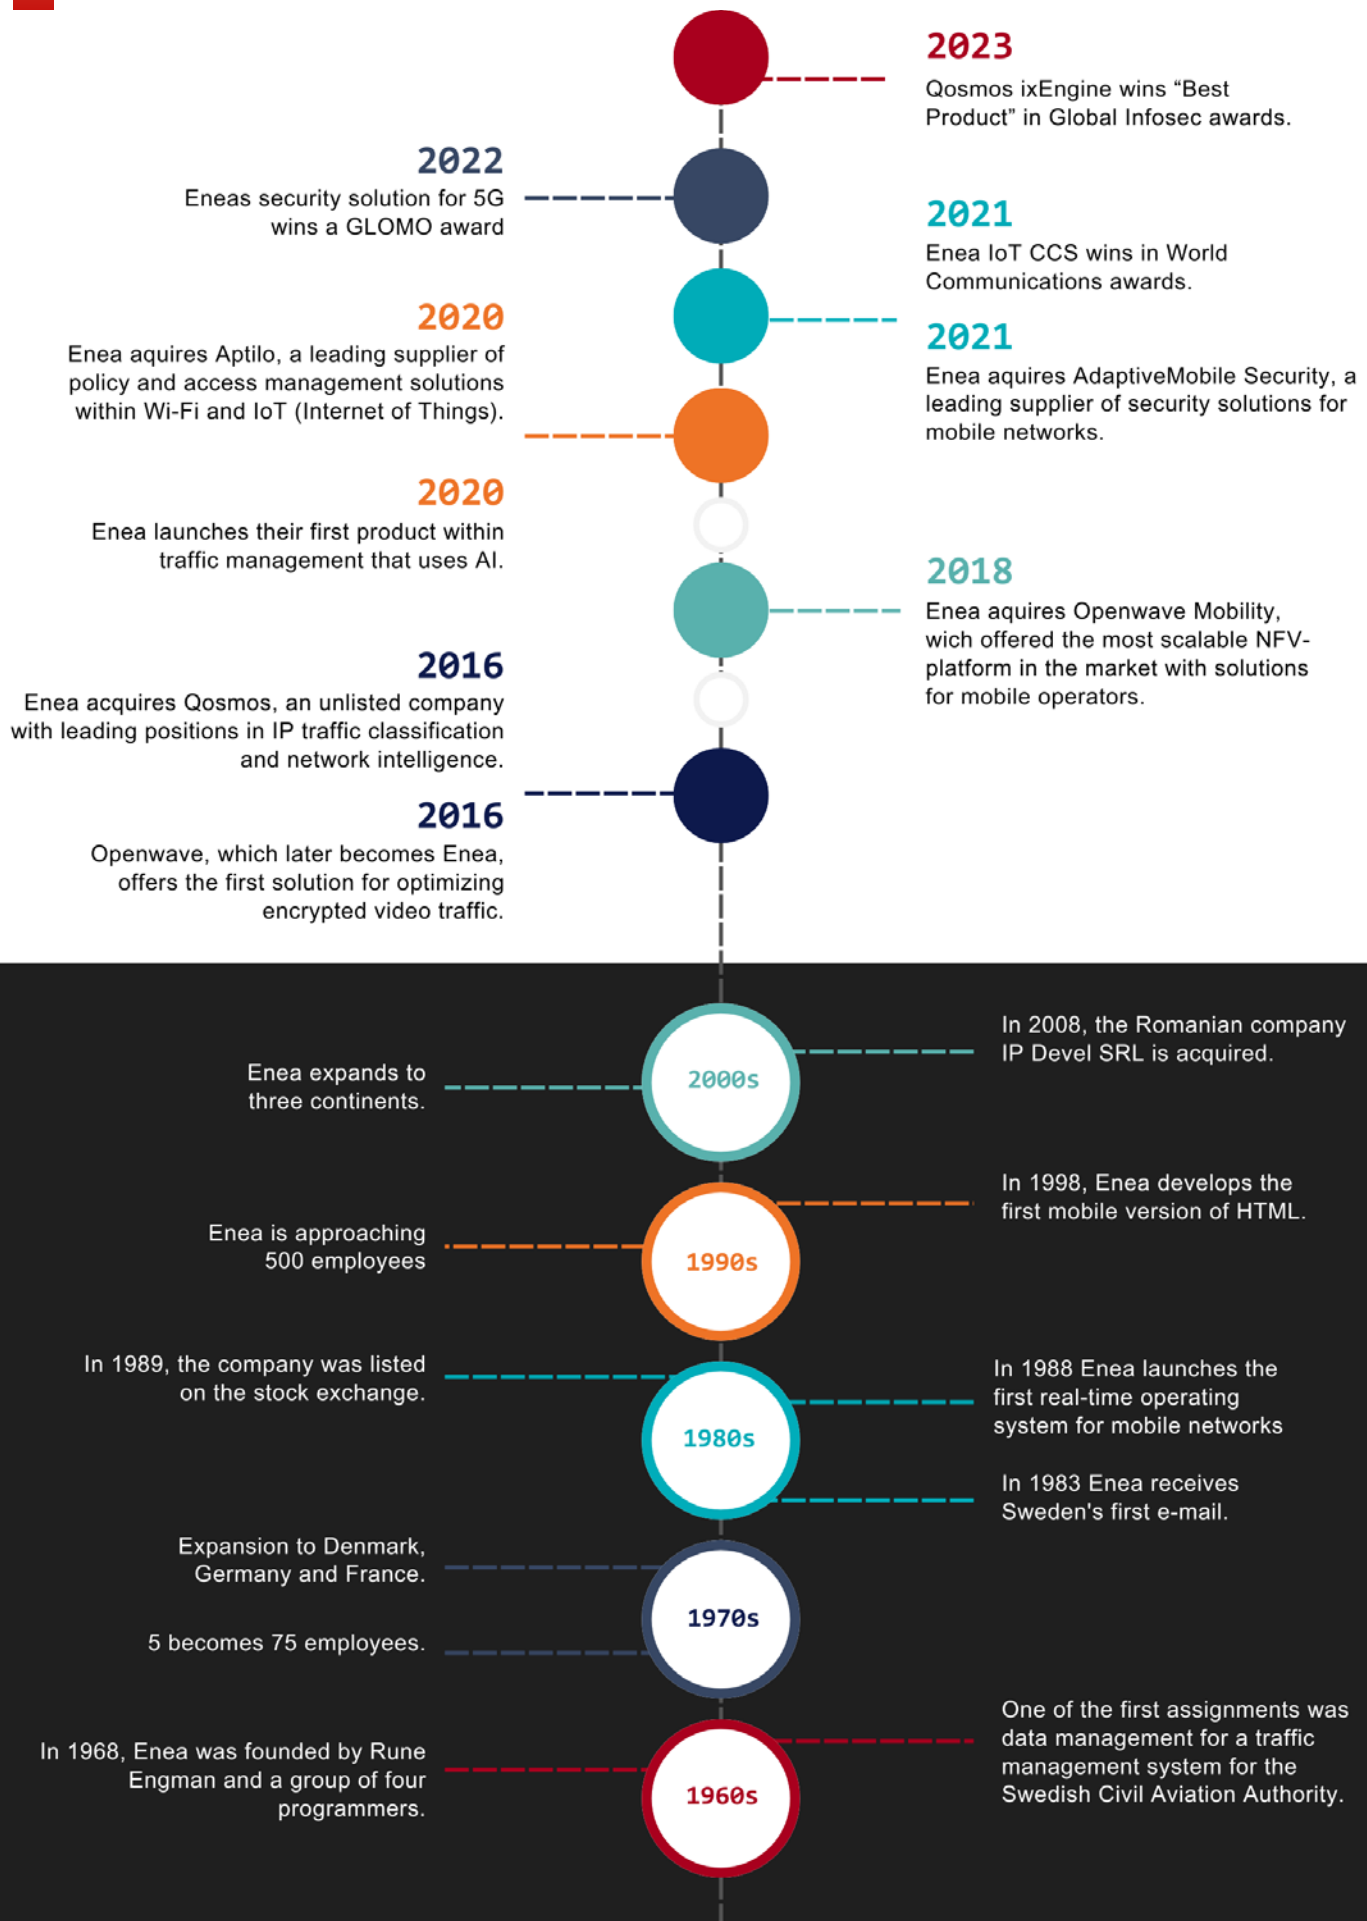 2023
Qosmos ixEngine wins “Best
Product” in Global Infosec awards.
2022
Eneas security solution for 5G
wins a GLOMO award
2021
Enea IoT CCS wins in World
Communications awards.
2020
Enea aquires Aptilo, a leading supplier of
policy and access management solutions
within Wi-Fi and IoT (Internet of Things).
2021
Enea aquires AdaptiveMobile Security, a
leading supplier of security solutions for
mobile networks.
2020
Enea launches their first product within
traffic management that uses AI.
2018
Enea aquires Openwave Mobility,
wich offered the most scalable NFV-
platform in the market with solutions
for mobile operators.
2016
Enea acquires Qosmos, an unlisted company
with leading positions in IP traffic classification
and network intelligence.
2016
Openwave, which later becomes Enea,
offers the first solution for optimizing
encrypted video traffic.
2000s
In 2008, the Romanian company
IP Devel SRL is acquired.
Enea expands to
three continents.
1990s
In 1998, Enea develops the
first mobile version of HTML.
Enea is approaching
500 employees
1980s
In 1989, the company was listed
on the stock exchange.
In 1988 Enea launches the
first real-time operating
system for mobile networks
In 1983 Enea receives
Sweden's first e-mail.
1970s
Expansion to Denmark,
Germany and France.
5 becomes 75 employees.
1960s
One of the first assignments was
data management for a traffic
management system for the
Swedish Civil Aviation Authority.
In 1968, Enea was founded by Rune
Engman and a group of four
programmers.